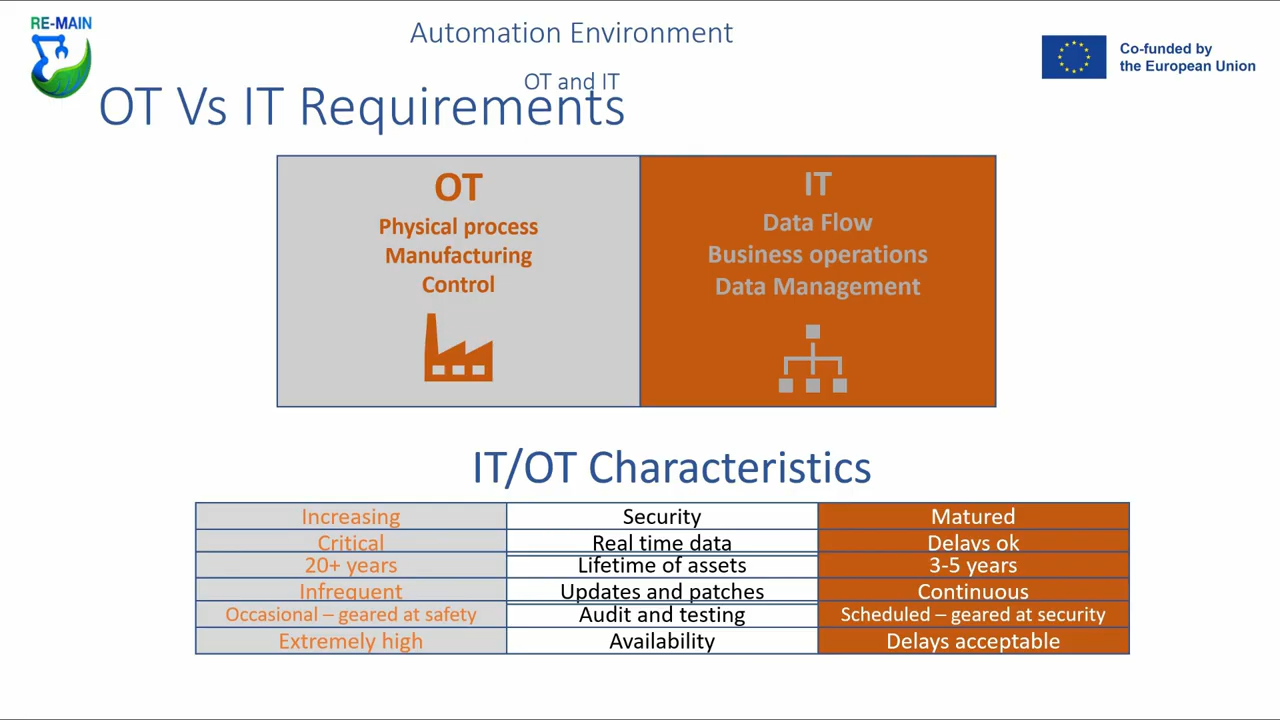 RE-MAIN
Automation Environment
OT and IT
Co-funded by
the European Union
OT Vs IT Requirements
OT
Physical process
Manufacturing
Control
IT
Data Flow
Business operations
Data Management
IT/OT Characteristics
Increasing Security Matured
Critical Real time data Delays ok
20+ years Lifetime of assets 3-5 years
Infrequent Updates and patches Continuous
Occasional – geared at safety Audit and testing Scheduled – geared at security
Extremely high Availability Delays acceptable